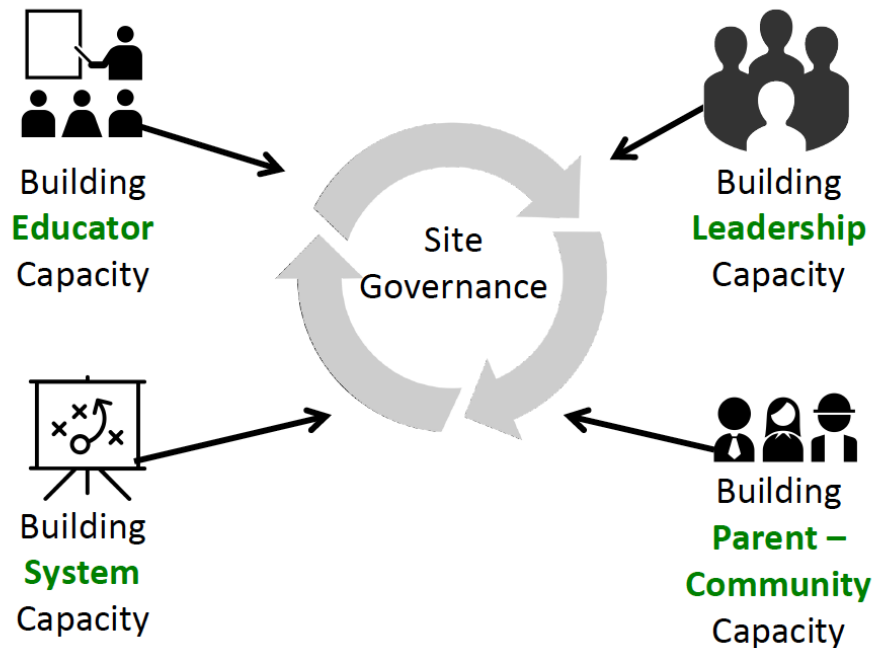 Building
Educator
Capacity
Building
Leadership
Capacity
Site
Governance
Building
System
Capacity
Building
Parent –
Community
Capacity